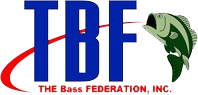 TBF
THE Bass FEDERATION, INC.